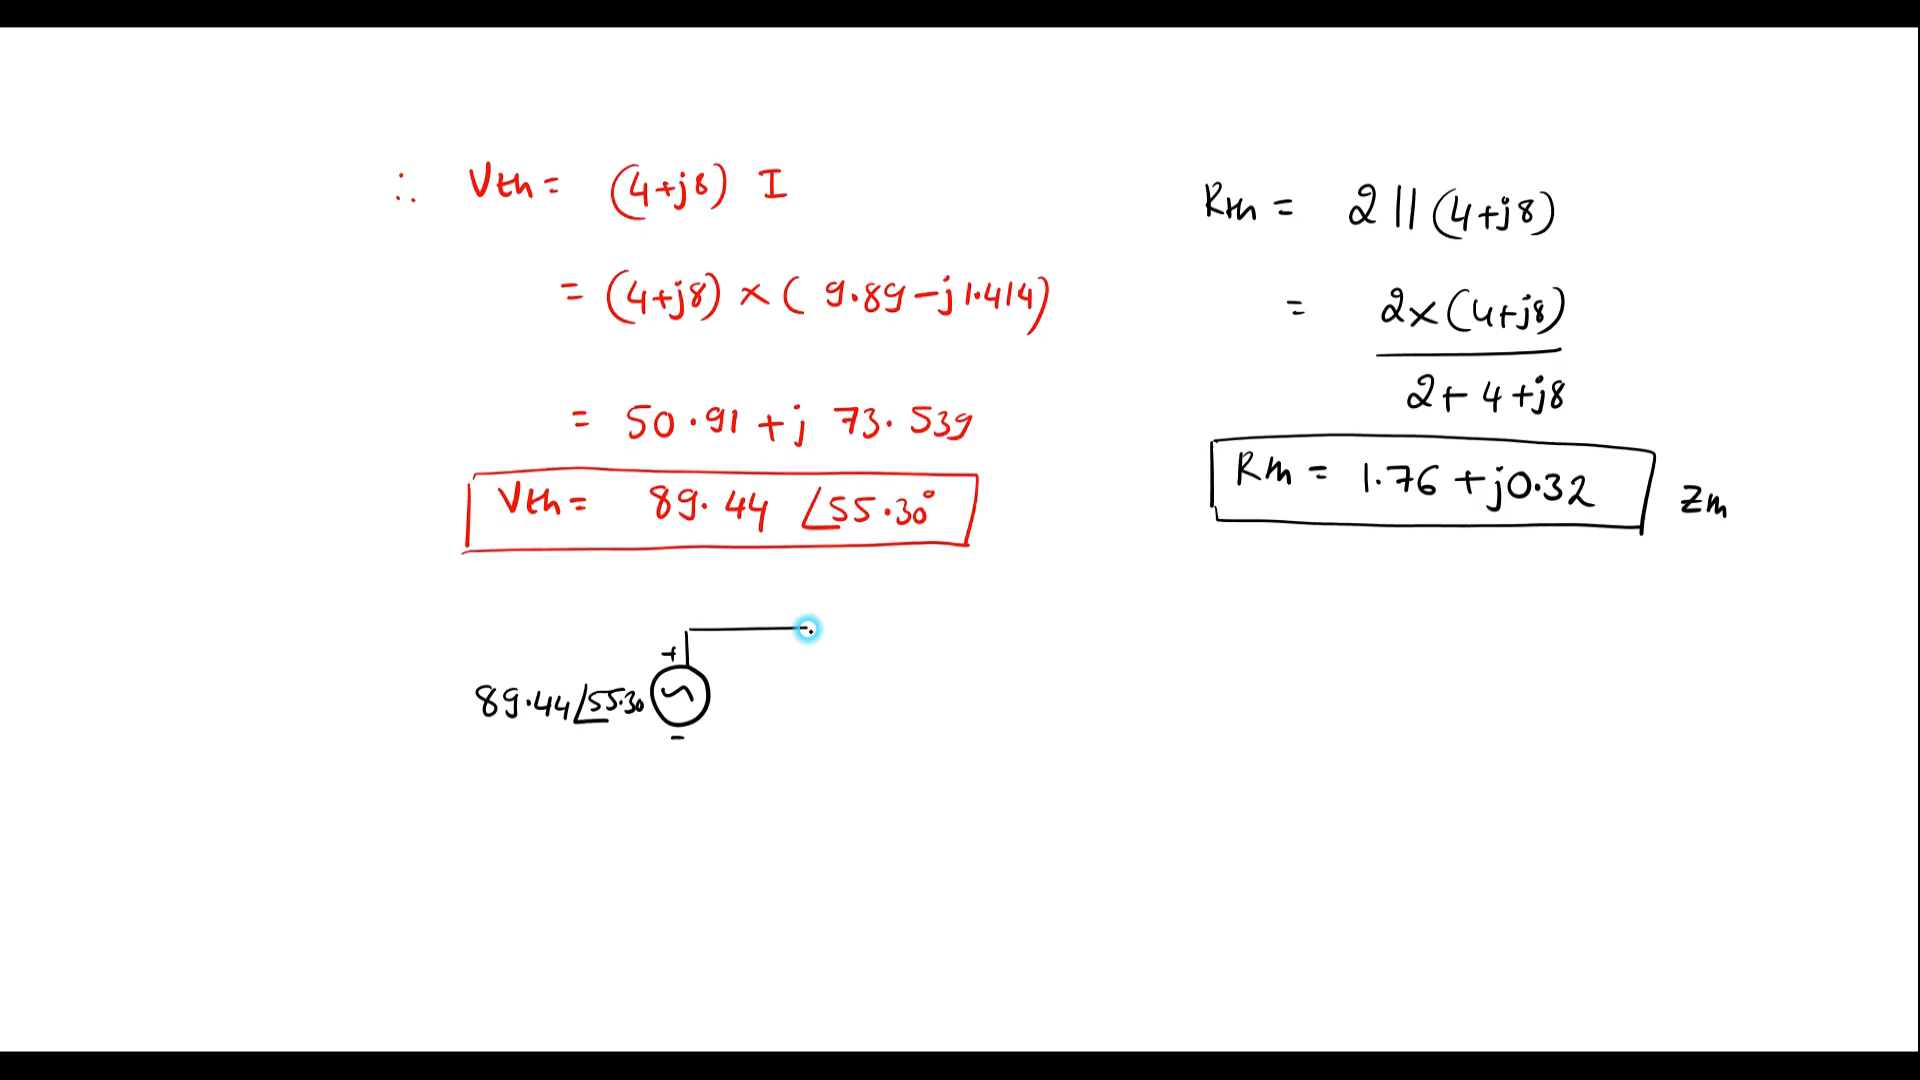 ∴ Vth = (4+j8) I
= (4+j8) × ( 9.89-j1.414)
= 50.91 + j 73.539
Vth = 89.44 ∠55.30°
Rth = 2 || (4+j8)
= 2×(4+j8)
2+4+j8
Rth = 1.76 + j0.32
Zth
+
89.44∠55.30
-